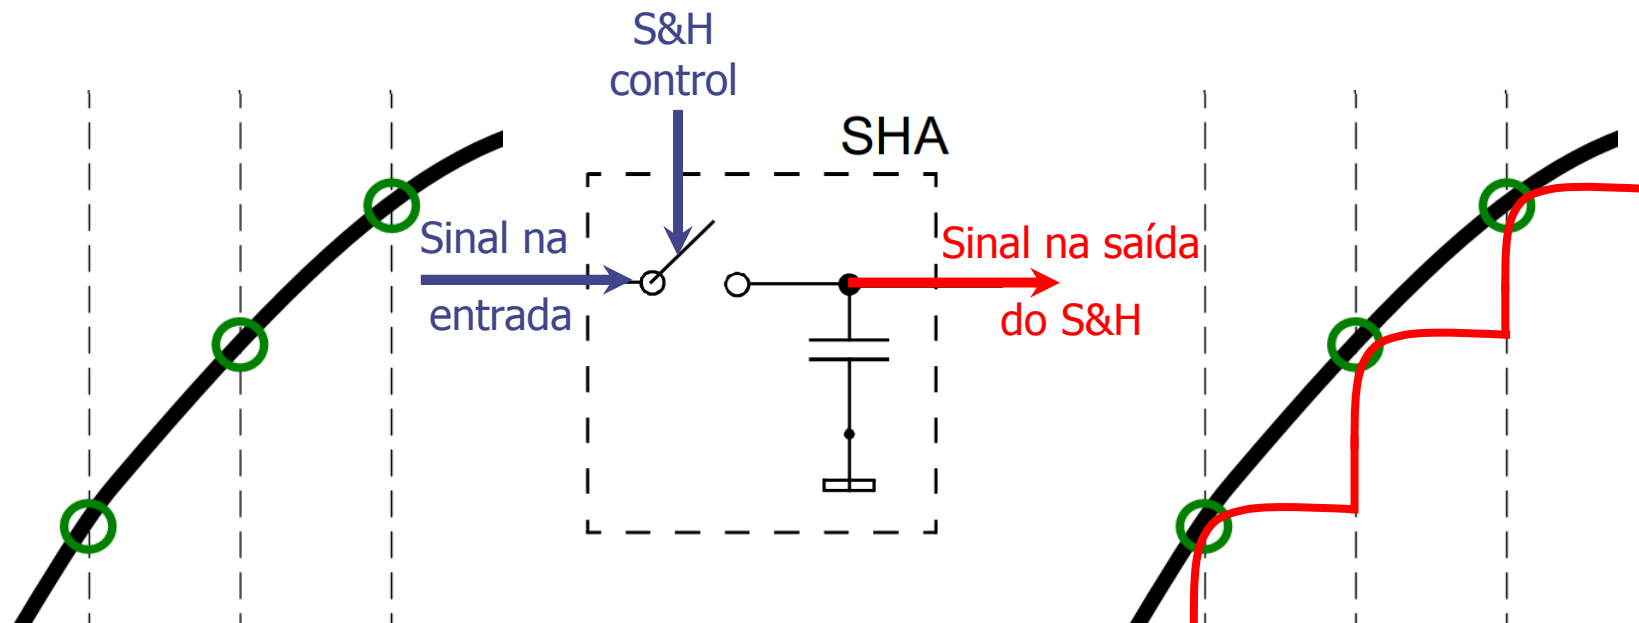 S&H
control
SHA
Sinal na
entrada
Sinal na saída
do S&H